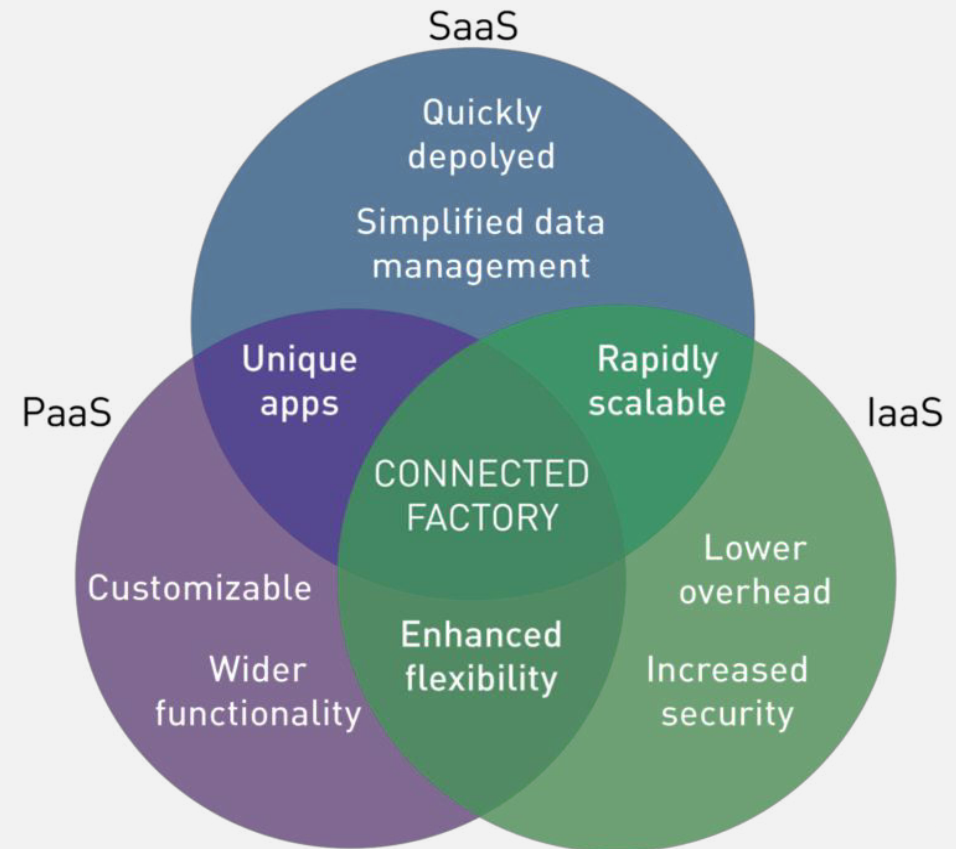 SaaS
Quickly
depolyed
Simplified data
management
Unique
apps
Rapidly
scalable
PaaS
IaaS
CONNECTED
FACTORY
Customizable
Lower
overhead
Enhanced
flexibility
Wider
functionality
Increased
security